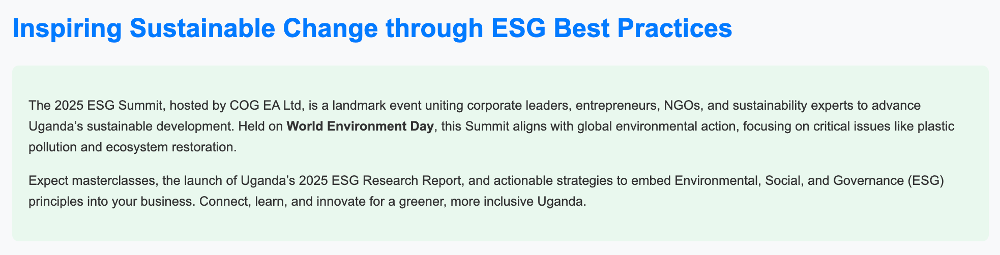 Inspiring Sustainable Change through ESG Best Practices
The 2025 ESG Summit, hosted by COG EA Ltd, is a landmark event uniting corporate leaders, entrepreneurs, NGOs, and sustainability experts to advance
Uganda’s sustainable development. Held on World Environment Day, this Summit aligns with global environmental action, focusing on critical issues like plastic
pollution and ecosystem restoration.
Expect masterclasses, the launch of Uganda’s 2025 ESG Research Report, and actionable strategies to embed Environmental, Social, and Governance (ESG)
principles into your business. Connect, learn, and innovate for a greener, more inclusive Uganda.